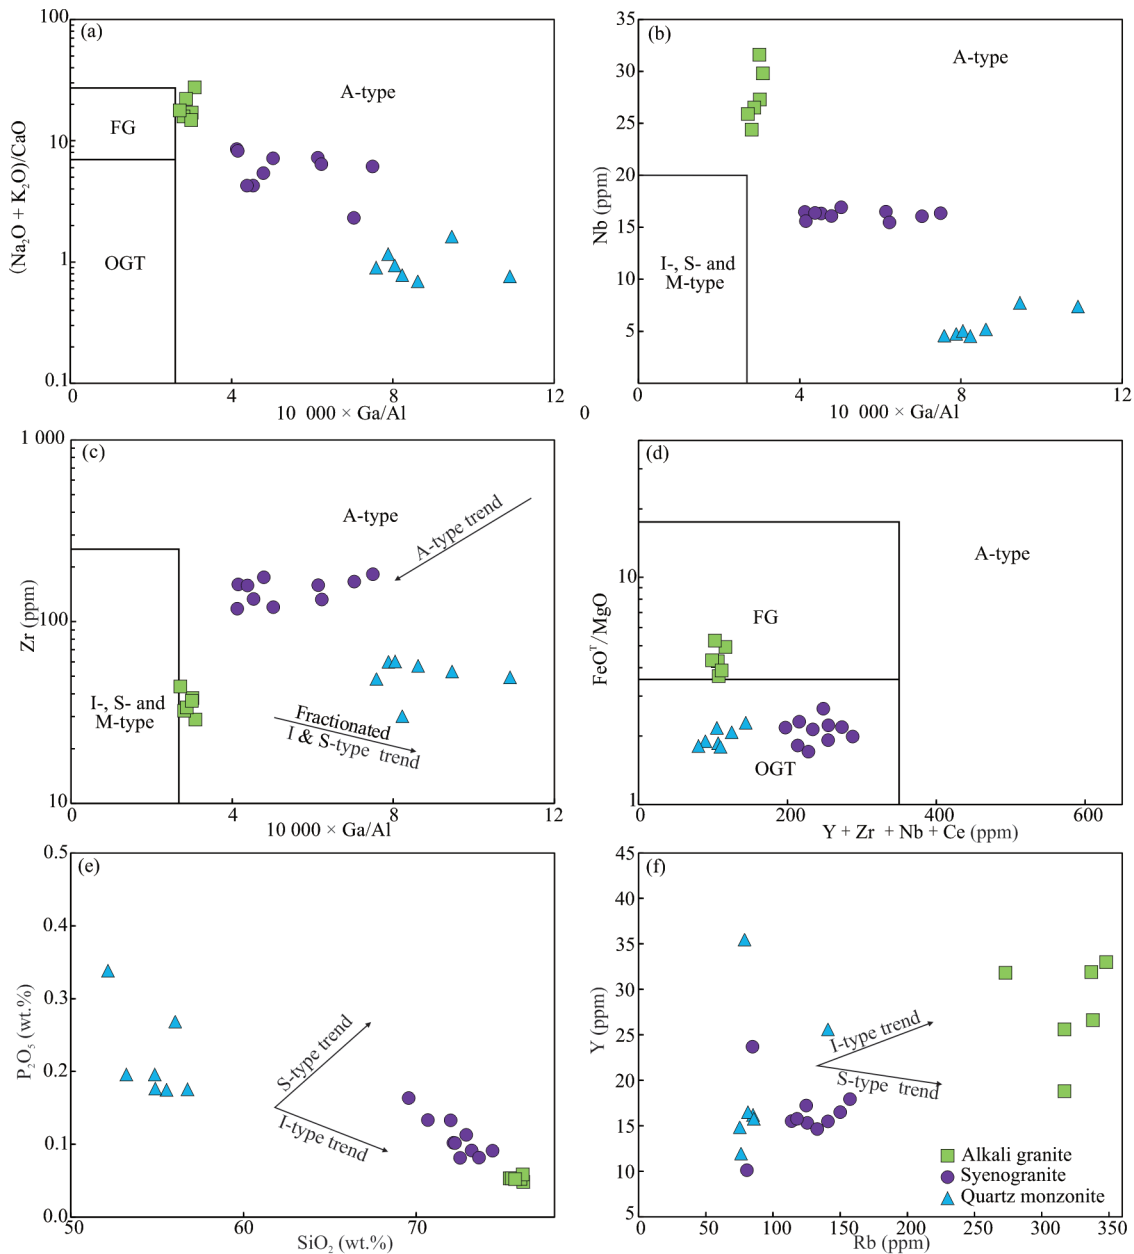 (a)
100
10
1
0.1
(Na₂O + K₂O)/CaO
FG
OGT
A-type
0
4
8
12
10 000 × Ga/Al
(b)
35
30
25
20
15
10
5
0
Nb (ppm)
A-type
I-, S- and
M-type
0
4
8
12
10 000 × Ga/Al
(c)
1 000
100
10
Zr (ppm)
A-type
A-type trend
I-, S- and
M-type
Fractionated
I & S-type trend
0
4
8
12
10 000 × Ga/Al
(d)
10
1
FeOᵀ/MgO
A-type
FG
OGT
200
400
600
Y + Zr + Nb + Ce (ppm)
(e)
0.5
0.4
0.3
0.2
0.1
0.0
P₂O₅ (wt.%)
S-type trend
I-type trend
50
60
70
SiO₂ (wt.%)
(f)
45
40
35
30
25
20
15
10
5
Y (ppm)
I-type trend
S-type trend
Alkali granite
Syenogranite
Quartz monzonite
0
50
100
150
200
250
300
350
Rb (ppm)